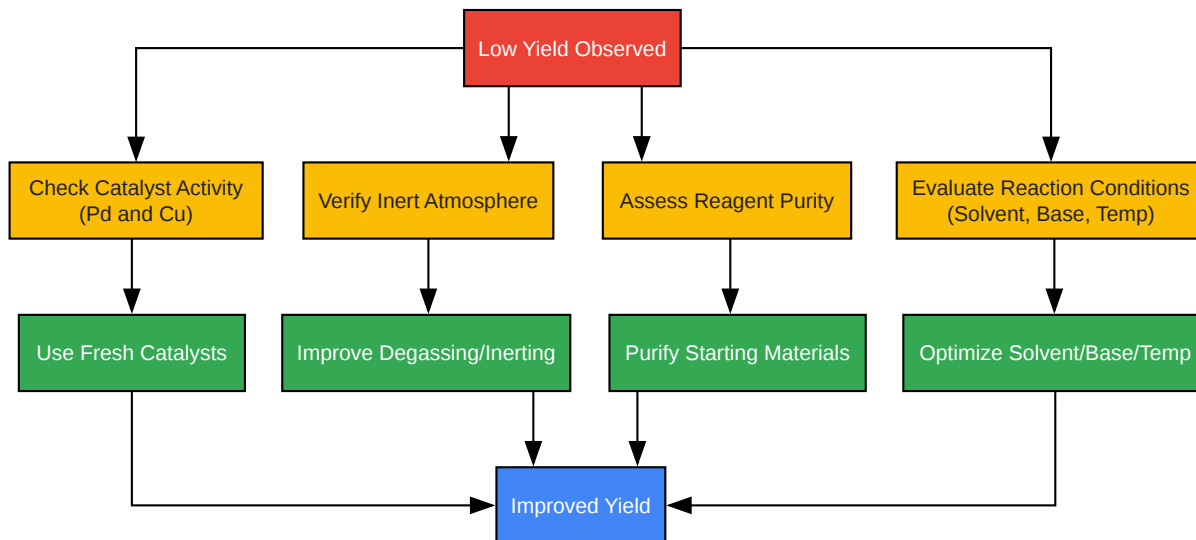 Low Yield Observed
Check Catalyst Activity
(Pd and Cu)
Verify Inert Atmosphere
Assess Reagent Purity
Evaluate Reaction Conditions
(Solvent, Base, Temp)
Use Fresh Catalysts
Improve Degassing/Inerting
Purify Starting Materials
Optimize Solvent/Base/Temp
Improved Yield